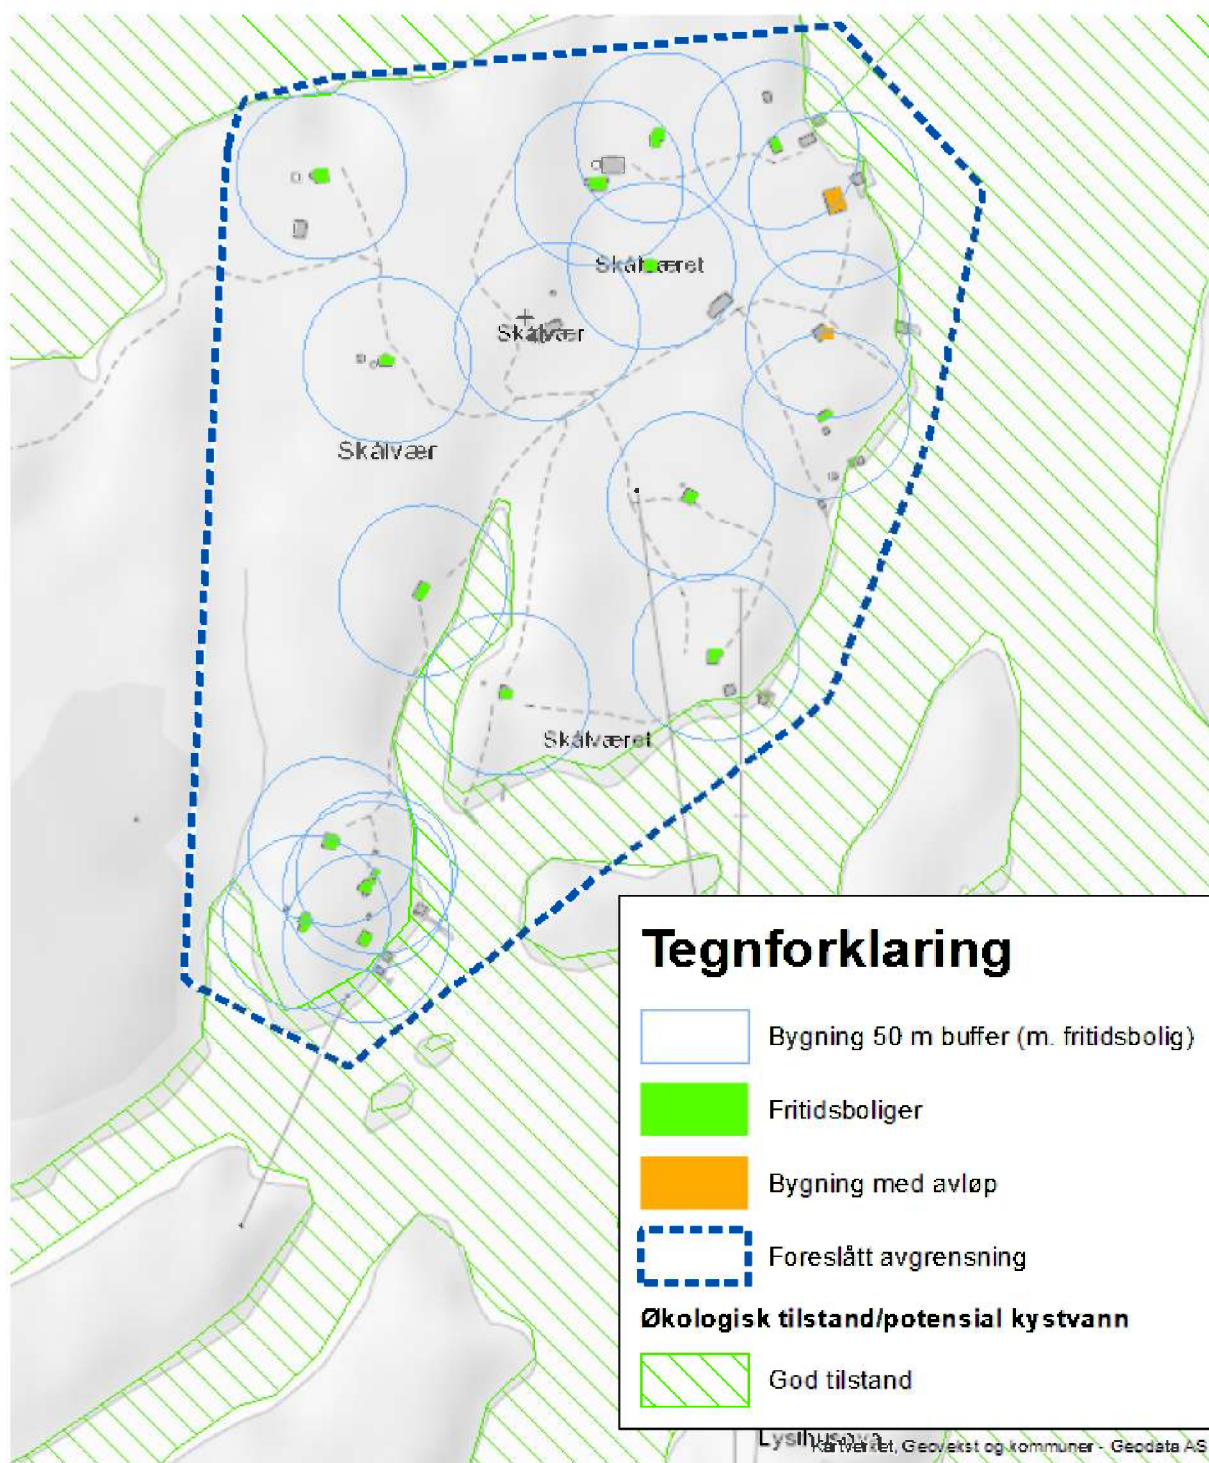 Skålværet
Skålvær
Skålvær
Skålværet
Tegnforklaring
Bygning 50 m buffer (m. fritidsbolig)
Fritidsboliger
Bygning med avløp
Foreslått avgrensning
Økologisk tilstand/potensial kystvann
God tilstand
Kartverket, Geovekst og kommuner - Geodata AS